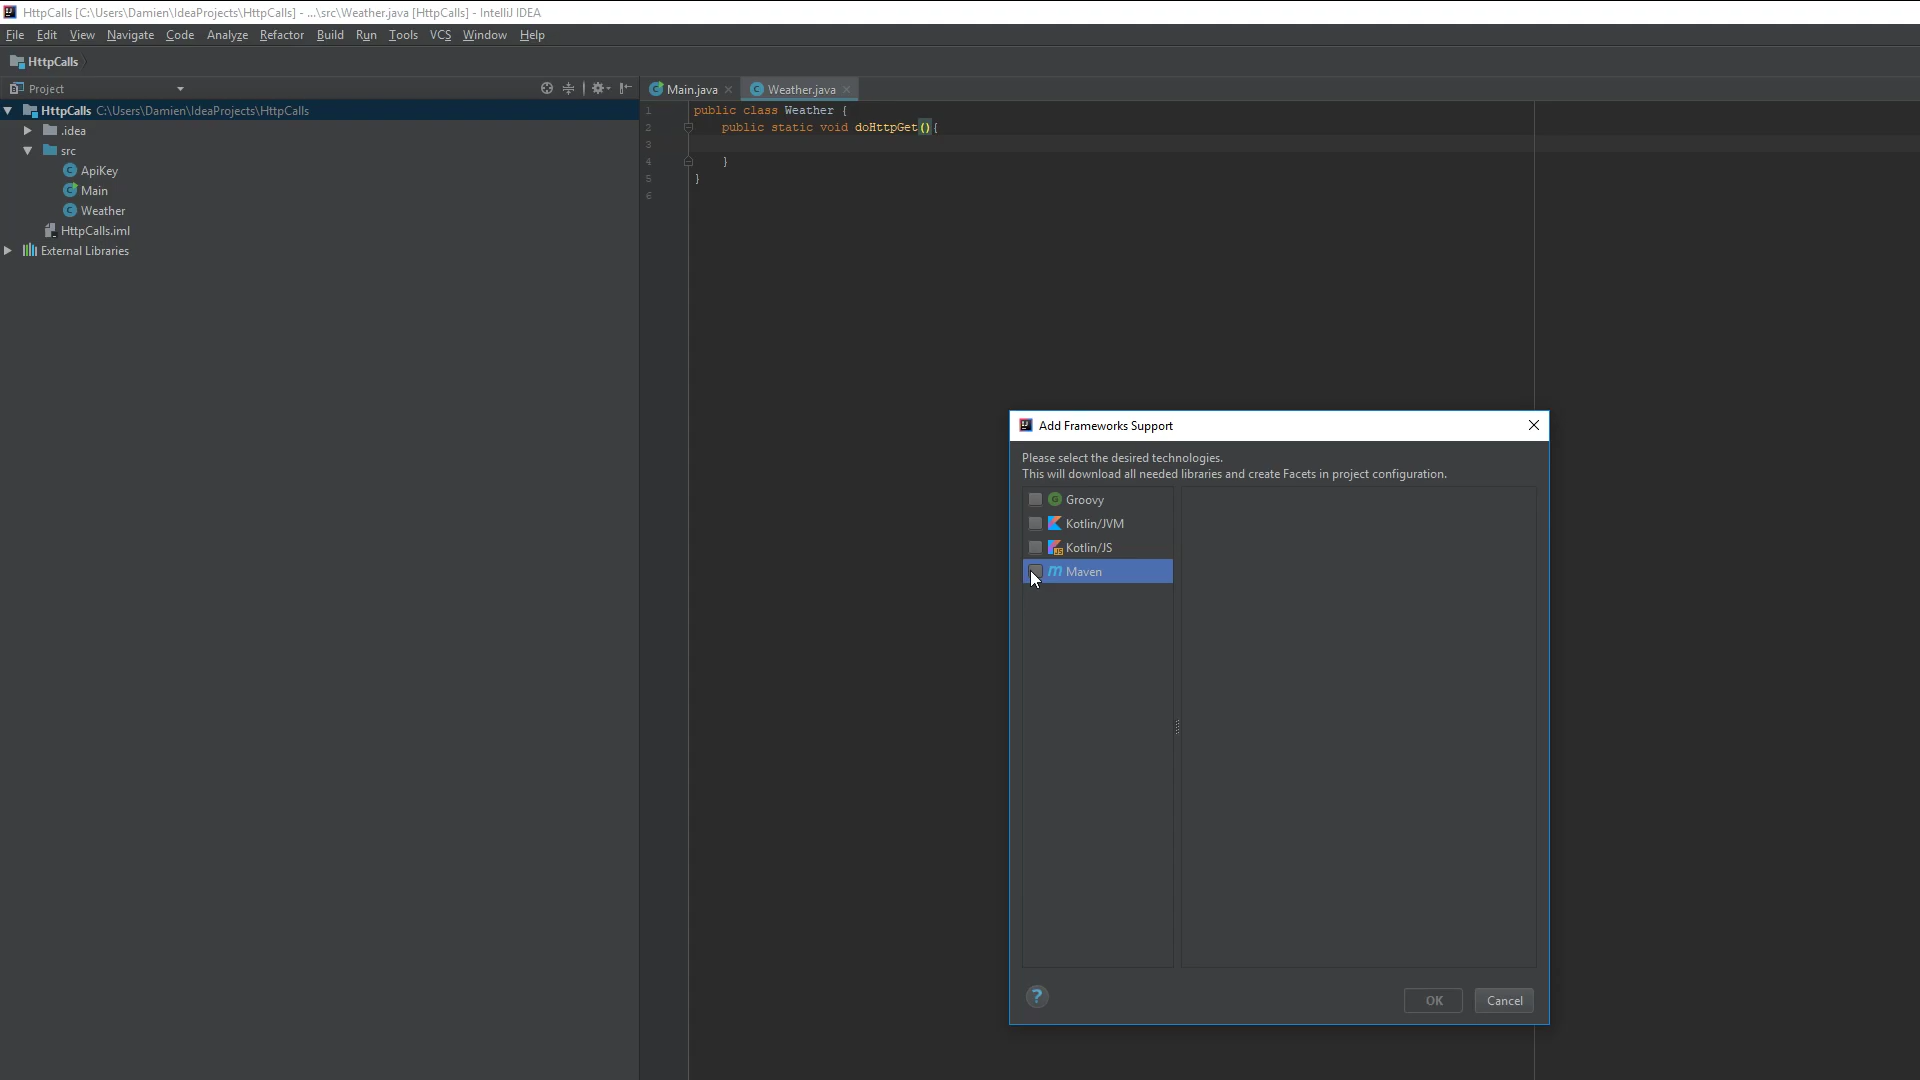 HttpCalls [C:\Users\Damien\IdeaProjects\HttpCalls] - ...\src\Weather.java [HttpCalls] - IntelliJ IDEA
File Edit View Navigate Code Analyze Refactor Build Run Tools VCS Window Help
HttpCalls
Project
Main.java Weather.java
HttpCalls C:\Users\Damien\IdeaProjects\HttpCalls
.idea
src
ApiKey
Main
Weather
HttpCalls.iml
External Libraries
1 public class Weather {
2 public static void doHttpGet(){
3
4 }
5 }
6
Add Frameworks Support
Please select the desired technologies.
This will download all needed libraries and create Facets in project configuration.
Groovy
Kotlin/JVM
Kotlin/JS
Maven
?
OK Cancel